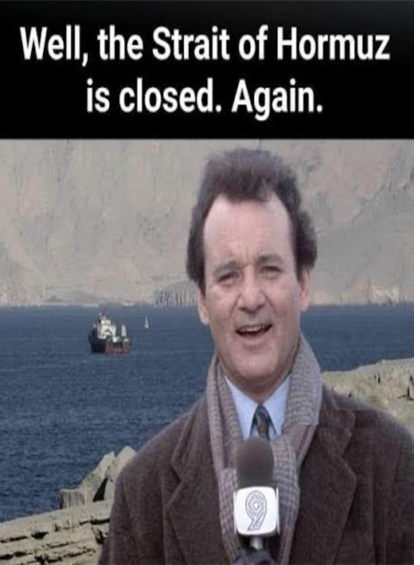 Well, the Strait of Hormuz
is closed. Again.
9